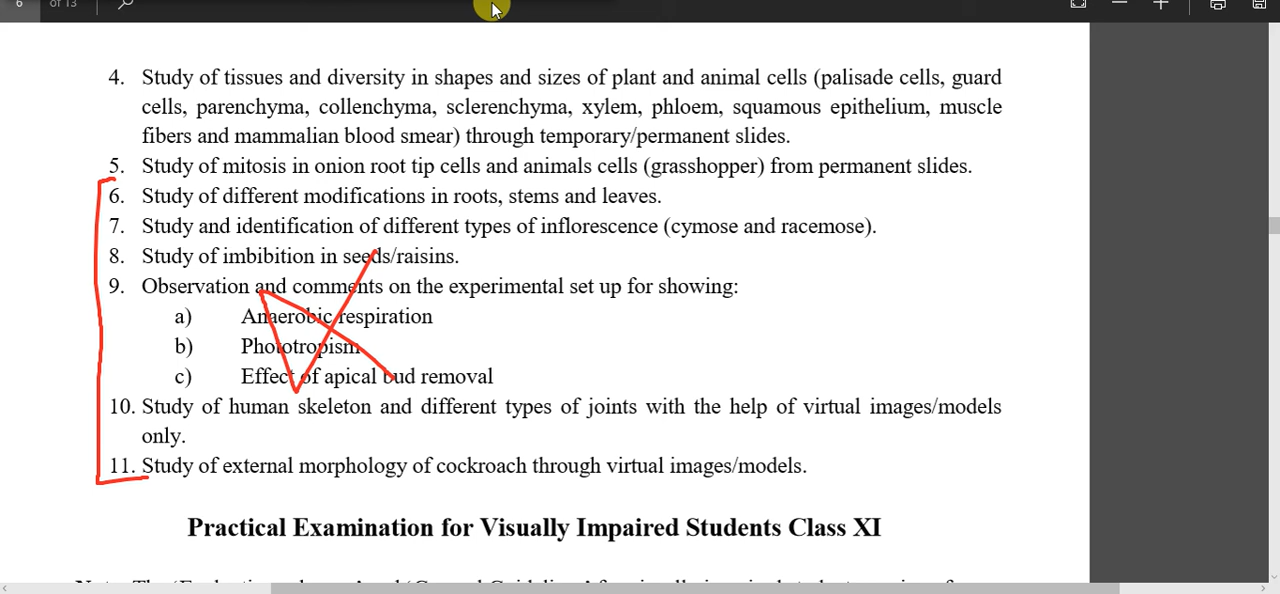 6 of 13
4. Study of tissues and diversity in shapes and sizes of plant and animal cells (palisade cells, guard
cells, parenchyma, collenchyma, sclerenchyma, xylem, phloem, squamous epithelium, muscle
fibers and mammalian blood smear) through temporary/permanent slides.
5. Study of mitosis in onion root tip cells and animals cells (grasshopper) from permanent slides.
6. Study of different modifications in roots, stems and leaves.
7. Study and identification of different types of inflorescence (cymose and racemose).
8. Study of imbibition in seeds/raisins.
9. Observation and comments on the experimental set up for showing:
a) Anaerobic respiration
b) Phototropism
c) Effect of apical bud removal
10. Study of human skeleton and different types of joints with the help of virtual images/models
only.
11. Study of external morphology of cockroach through virtual images/models.
Practical Examination for Visually Impaired Students Class XI